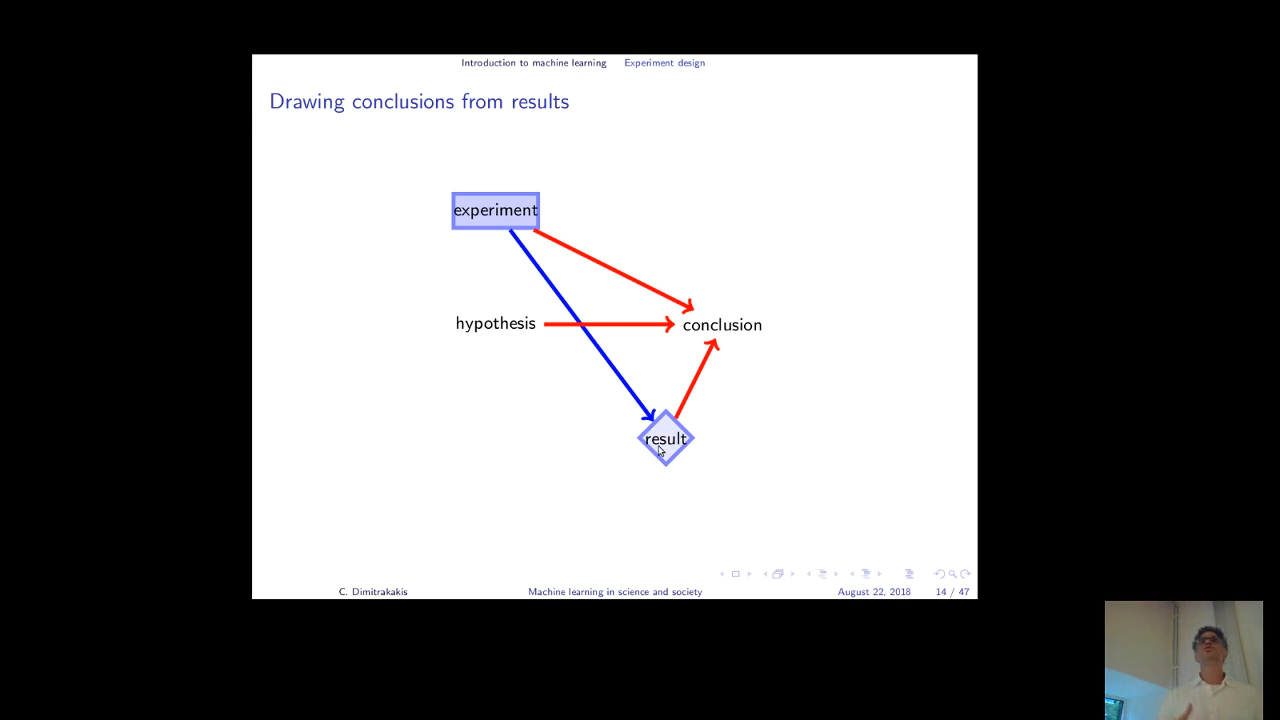 Introduction to machine learning Experiment design
Drawing conclusions from results
experiment
hypothesis
conclusion
result
C. Dimitrakakis Machine learning in science and society August 22, 2018 14 / 47